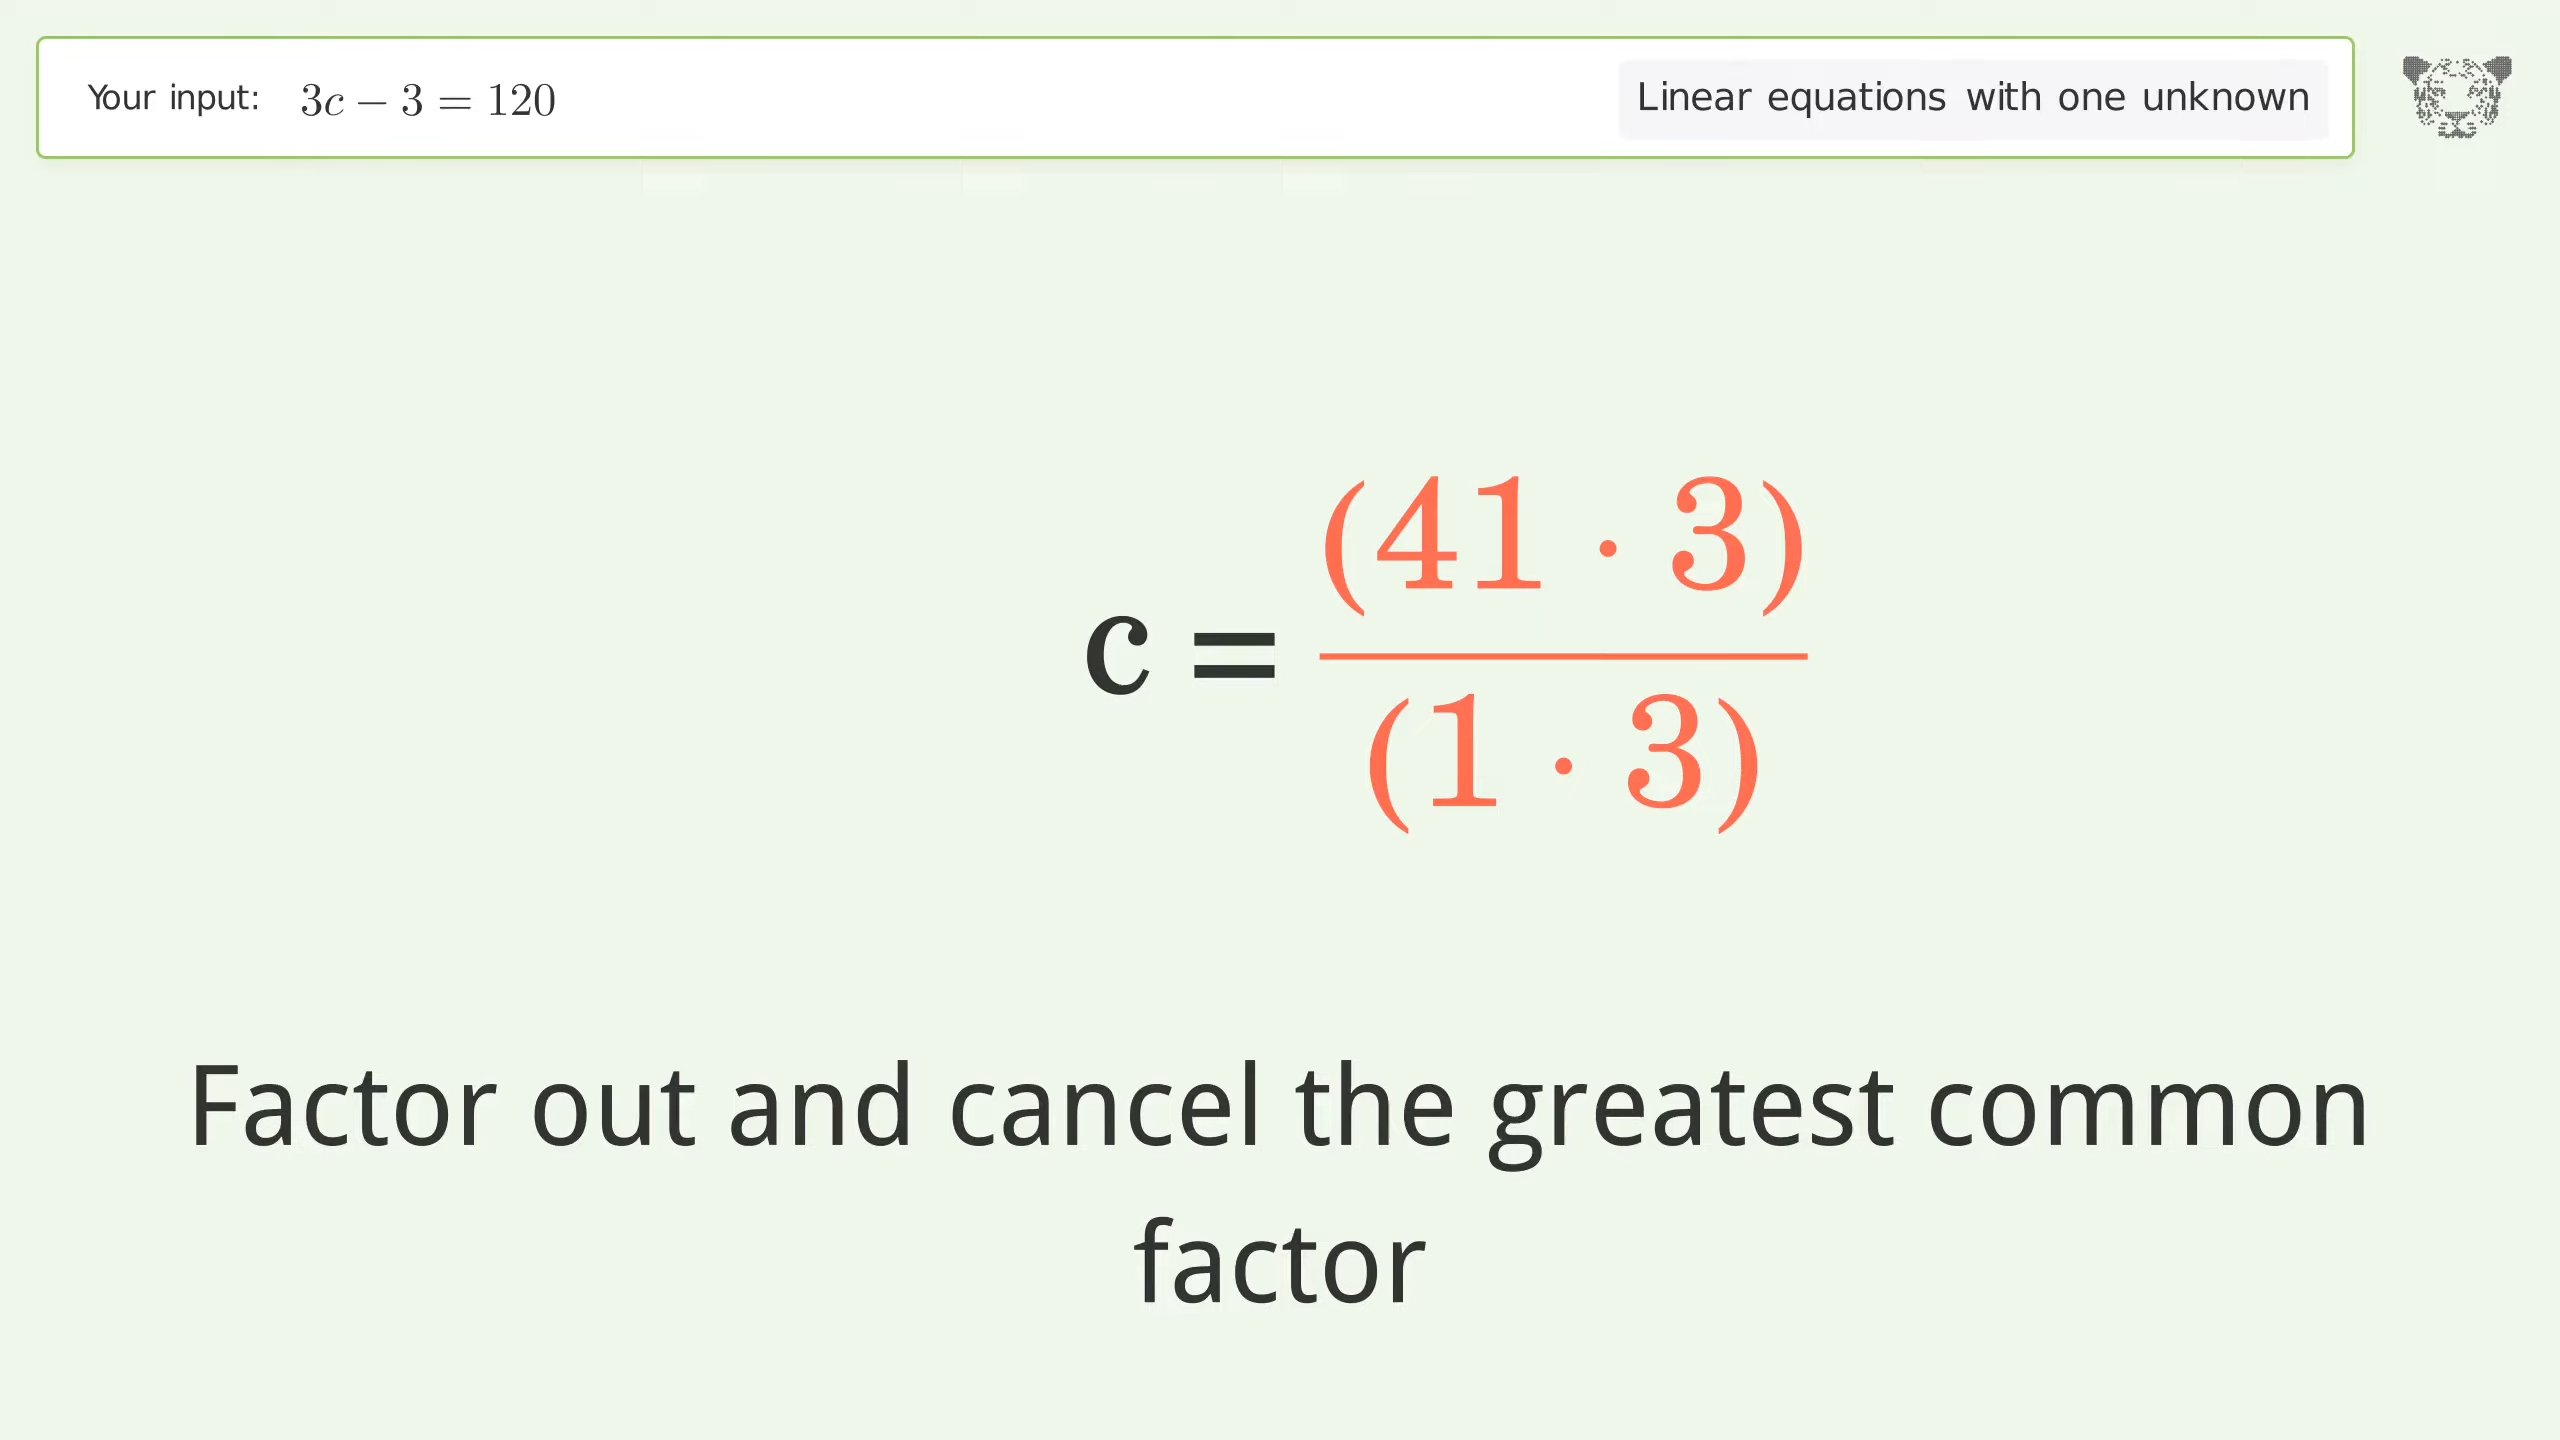 Your input: 3c − 3 = 120
Linear equations with one unknown
c = (41 · 3) / (1 · 3)
Factor out and cancel the greatest common
factor